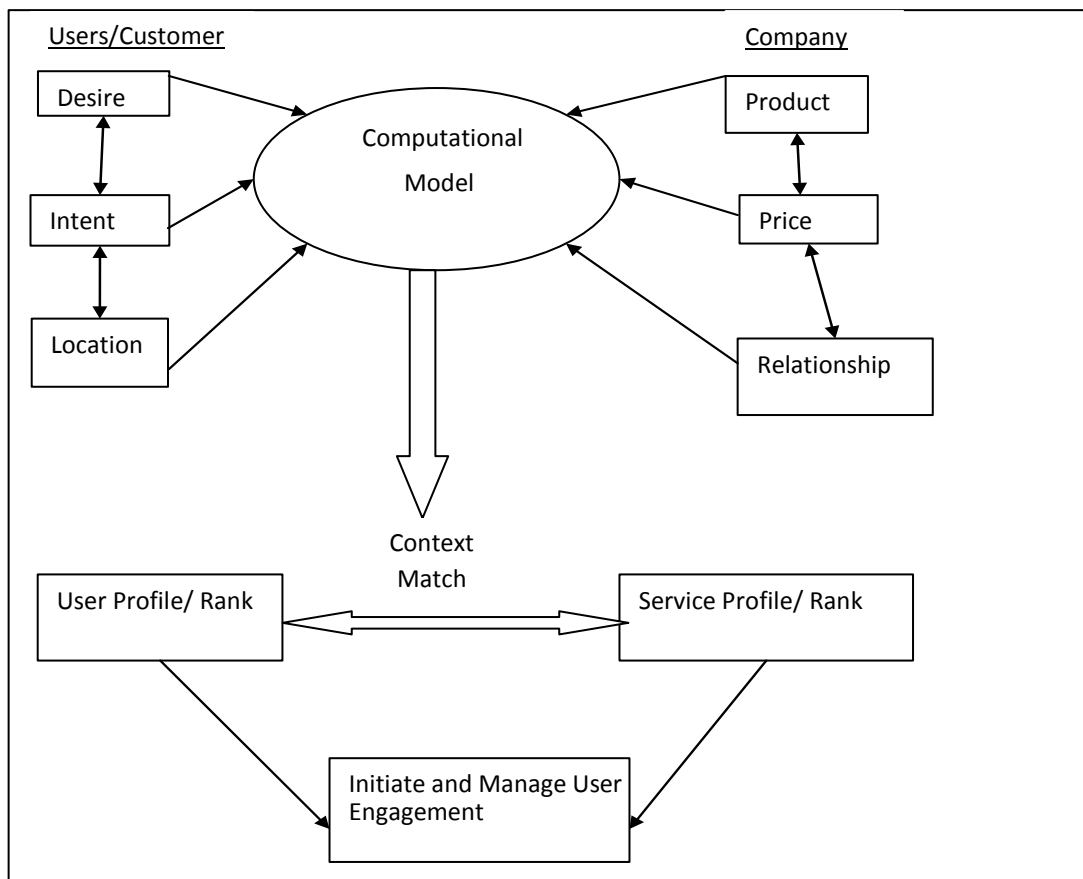 Users/Customer
Company
Desire
Product
Computational
Model
Intent
Price
Location
Relationship
Context
Match
User Profile/ Rank
Service Profile/ Rank
Initiate and Manage User
Engagement